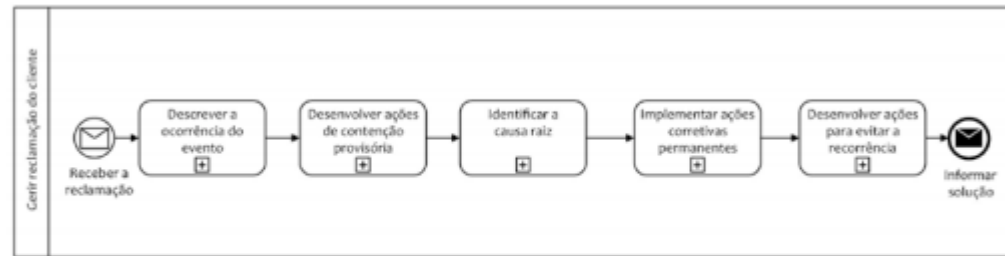 Gerir reclamação do cliente
Receber a
reclamação
Descrever a
ocorrência do
evento
Desenvolver ações
de contenção
provisória
Identificar a
causa raiz
Implementar ações
corretivas
permanentes
Desenvolver ações
para evitar a
recorrência
Informar
solução